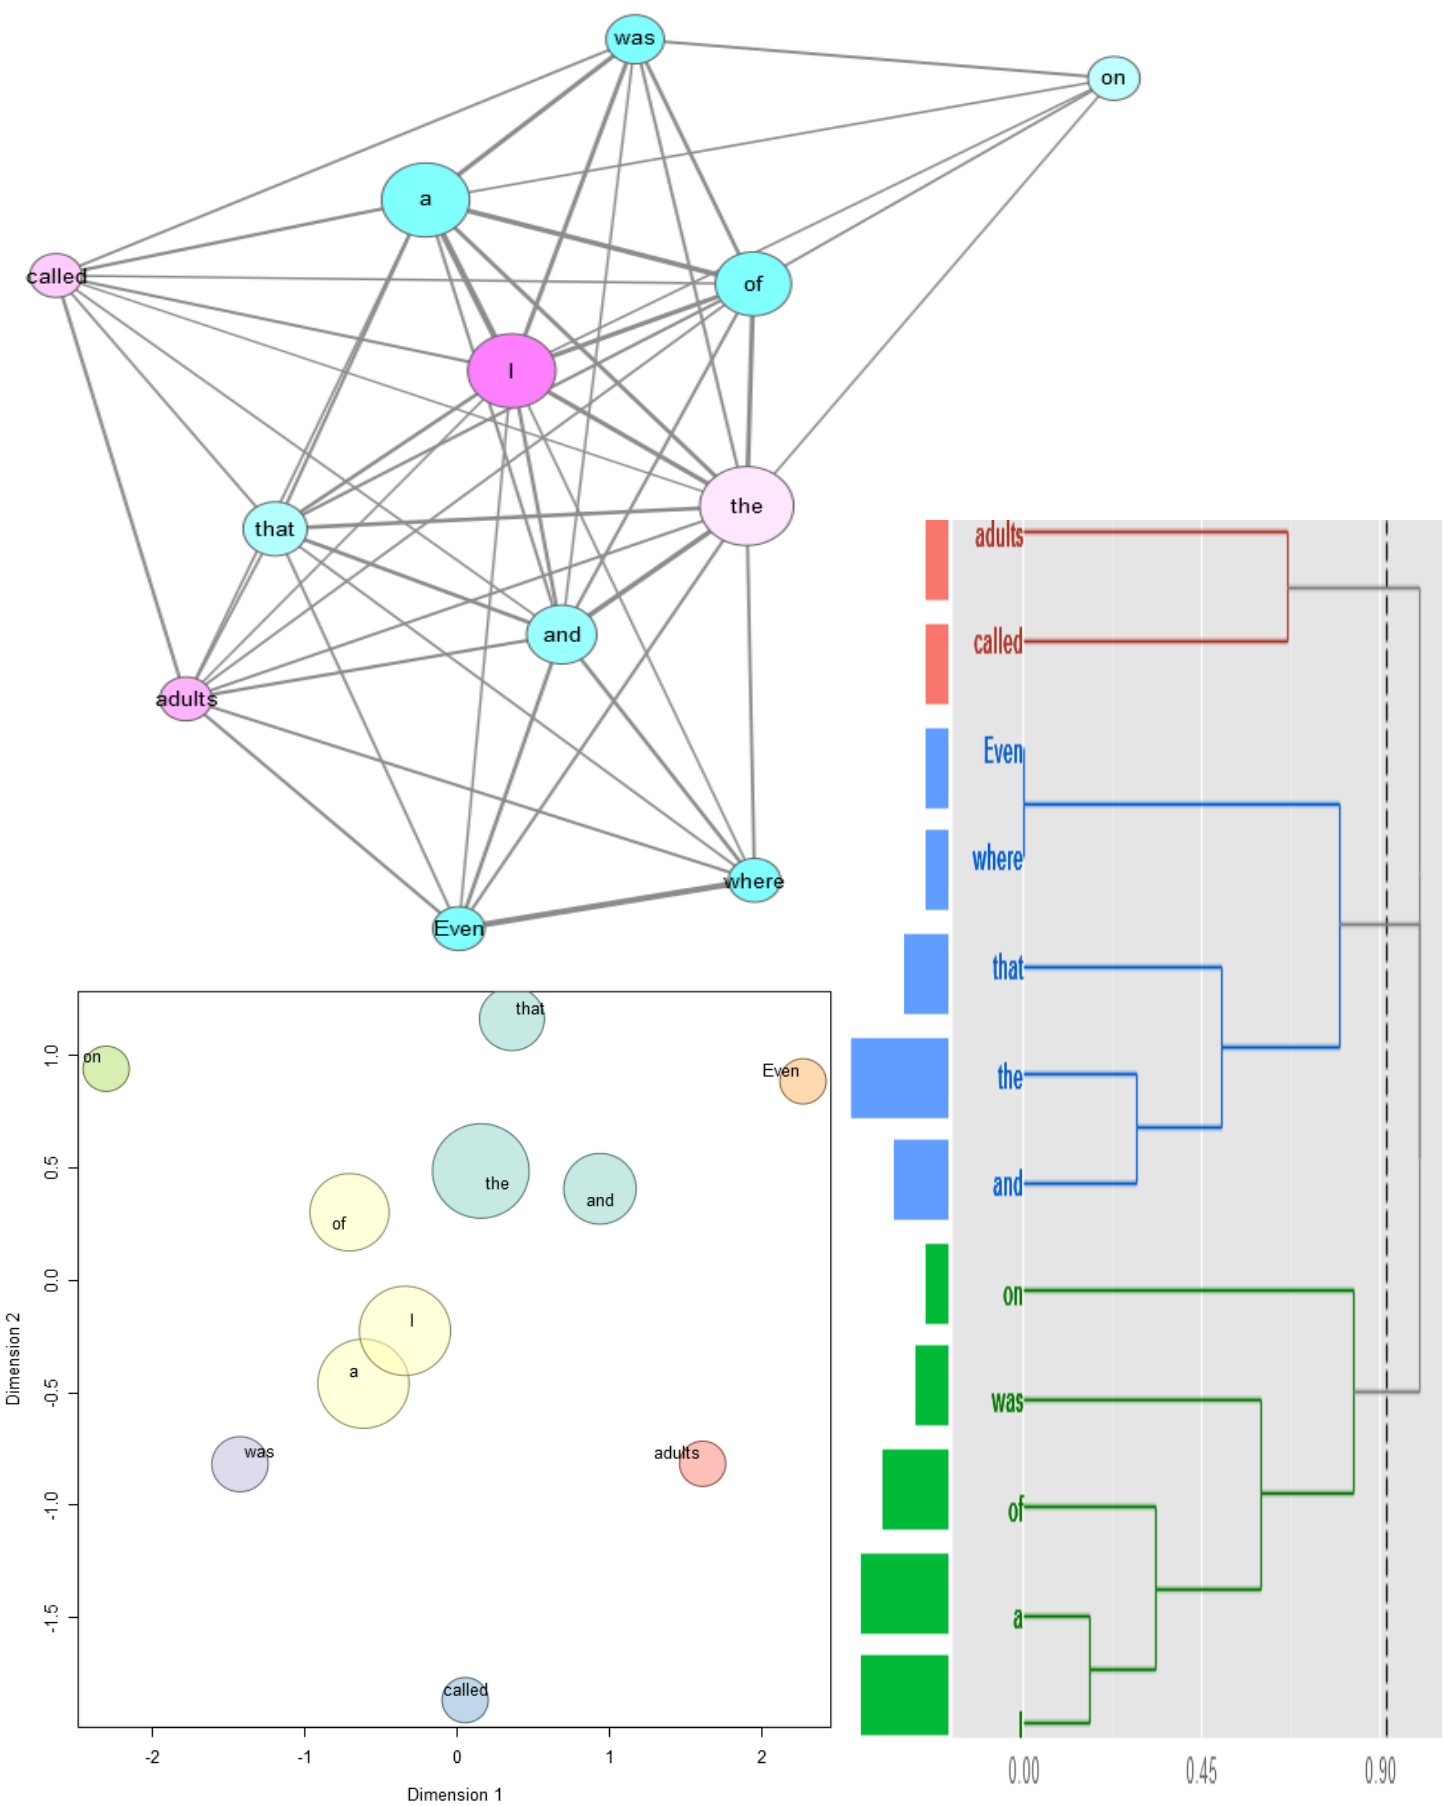 was
on
a
called
of
I
the
that
and
adults
where
Even
adults
called
Even
where
that
the
and
on
was
of
a
I
0.00 0.45 0.90
that
on
Even
the
and
of
I
a
was
adults
called
1.0
0.5
0.0
-0.5
-1.0
-1.5
Dimension 2
-2 -1 0 1 2
Dimension 1